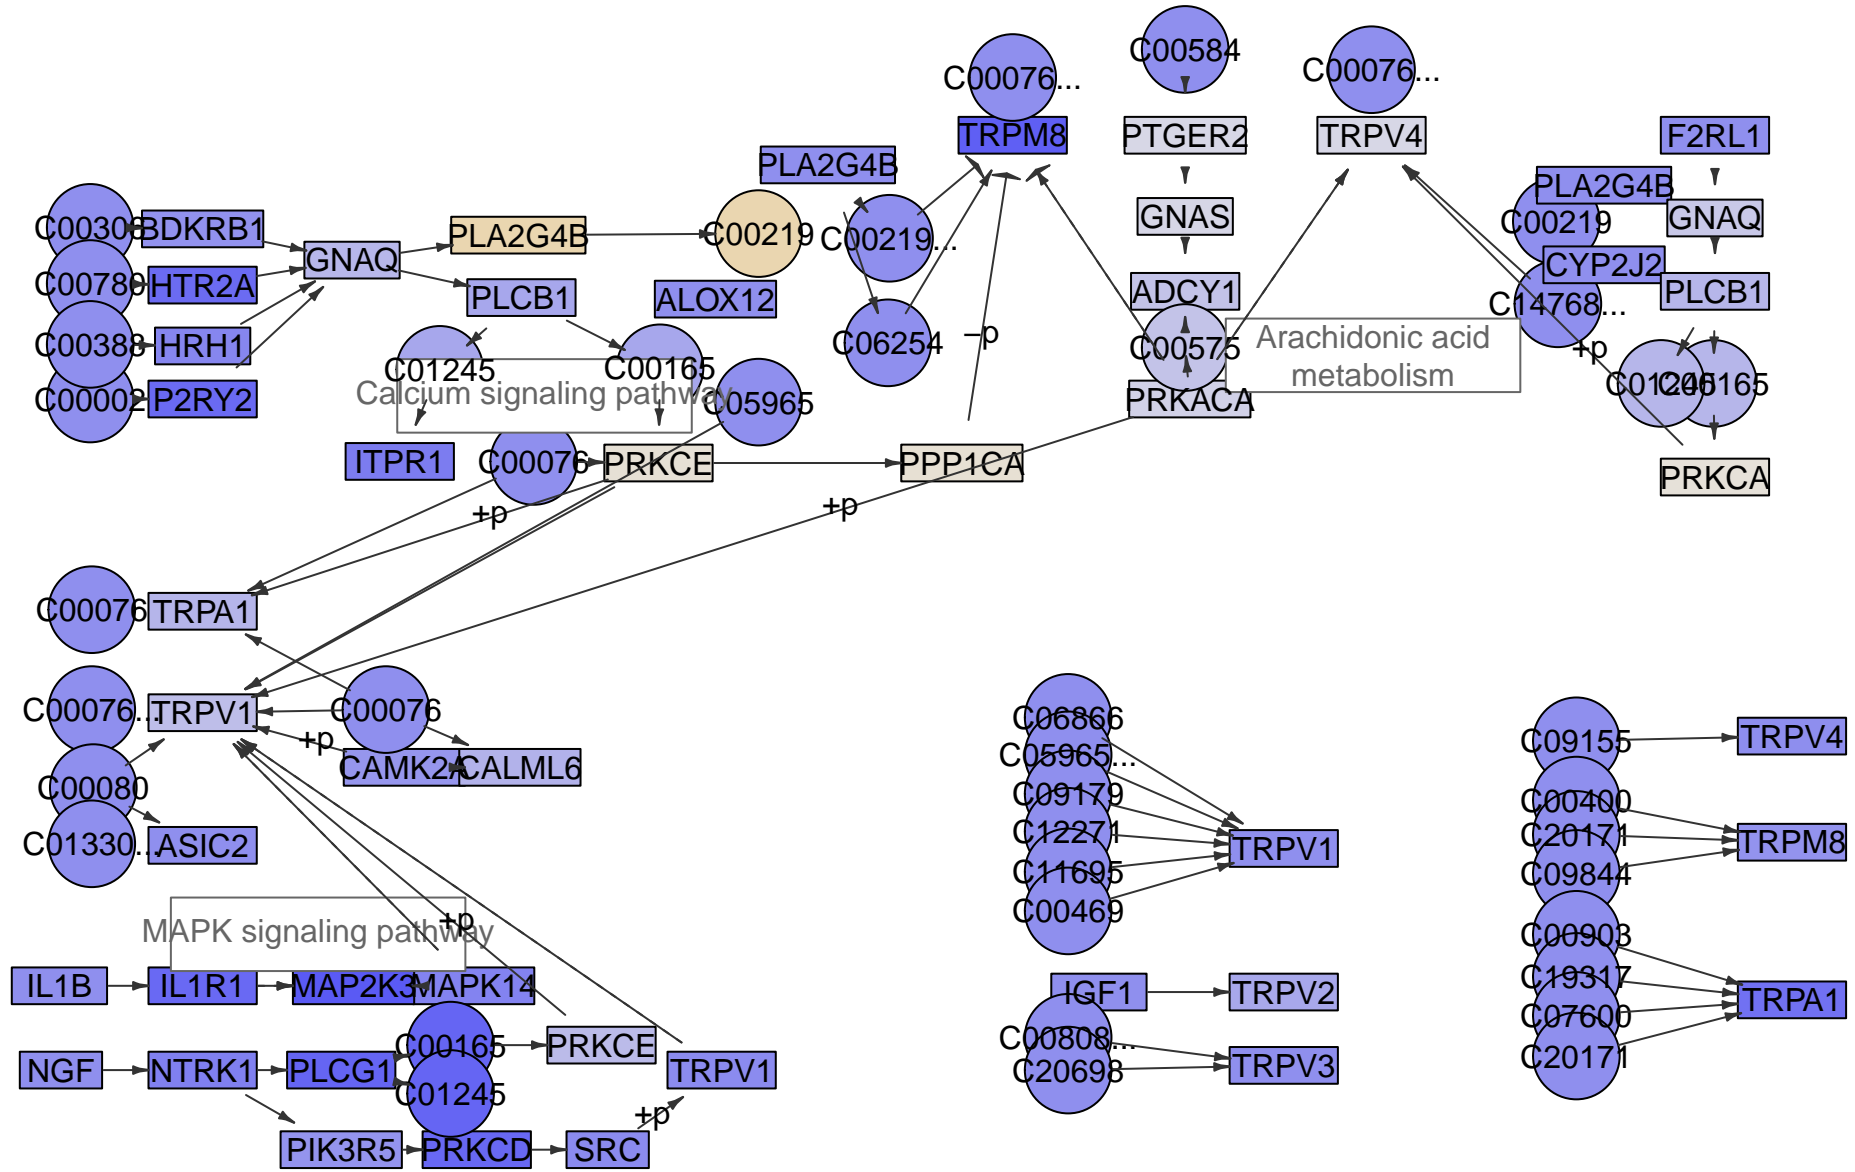 C00584
C00076...
C00076...
TRPM8
PTGER2
TRPV4
F2RL1
PLA2G4B
PLA2G4B
C00219
GNAS
GNAQ
BDKRB1
PLA2G4B
C00219
C00219...
GNAQ
CYP2J2
C00780
HTR2A
PLCB1
ALOX12
ADCY1
C14768...
PLCB1
C00388
HRH1
C06254
–p
C00575
Arachidonic acid
metabolism
+p
C01245
C00165
Calcium signaling pathway
C05965
C00002
P2RY2
PRKACA
ITPR1
C00076
PRKCE
PPP1CA
PRKCA
+p
+p
C00076
TRPA1
C00076...
TRPV1
C00076
+p
CAMK2A
CALML6
C00080
C01330...
ASIC2
C06866
C05965...
C09179
C12271
C11695
C00469
TRPV1
C09155
TRPV4
C00400
C20171
C09844
TRPM8
MAPK signaling pathway
+p
C00903
C19317
C07600
C20171
TRPA1
IL1B
IL1R1
MAP2K3
MAPK14
IGF1
TRPV2
C00165
PRKCE
C00808...
C20698
TRPV3
NGF
NTRK1
PLCG1
C01245
TRPV1
+p
PIK3R5
PRKCD
SRC